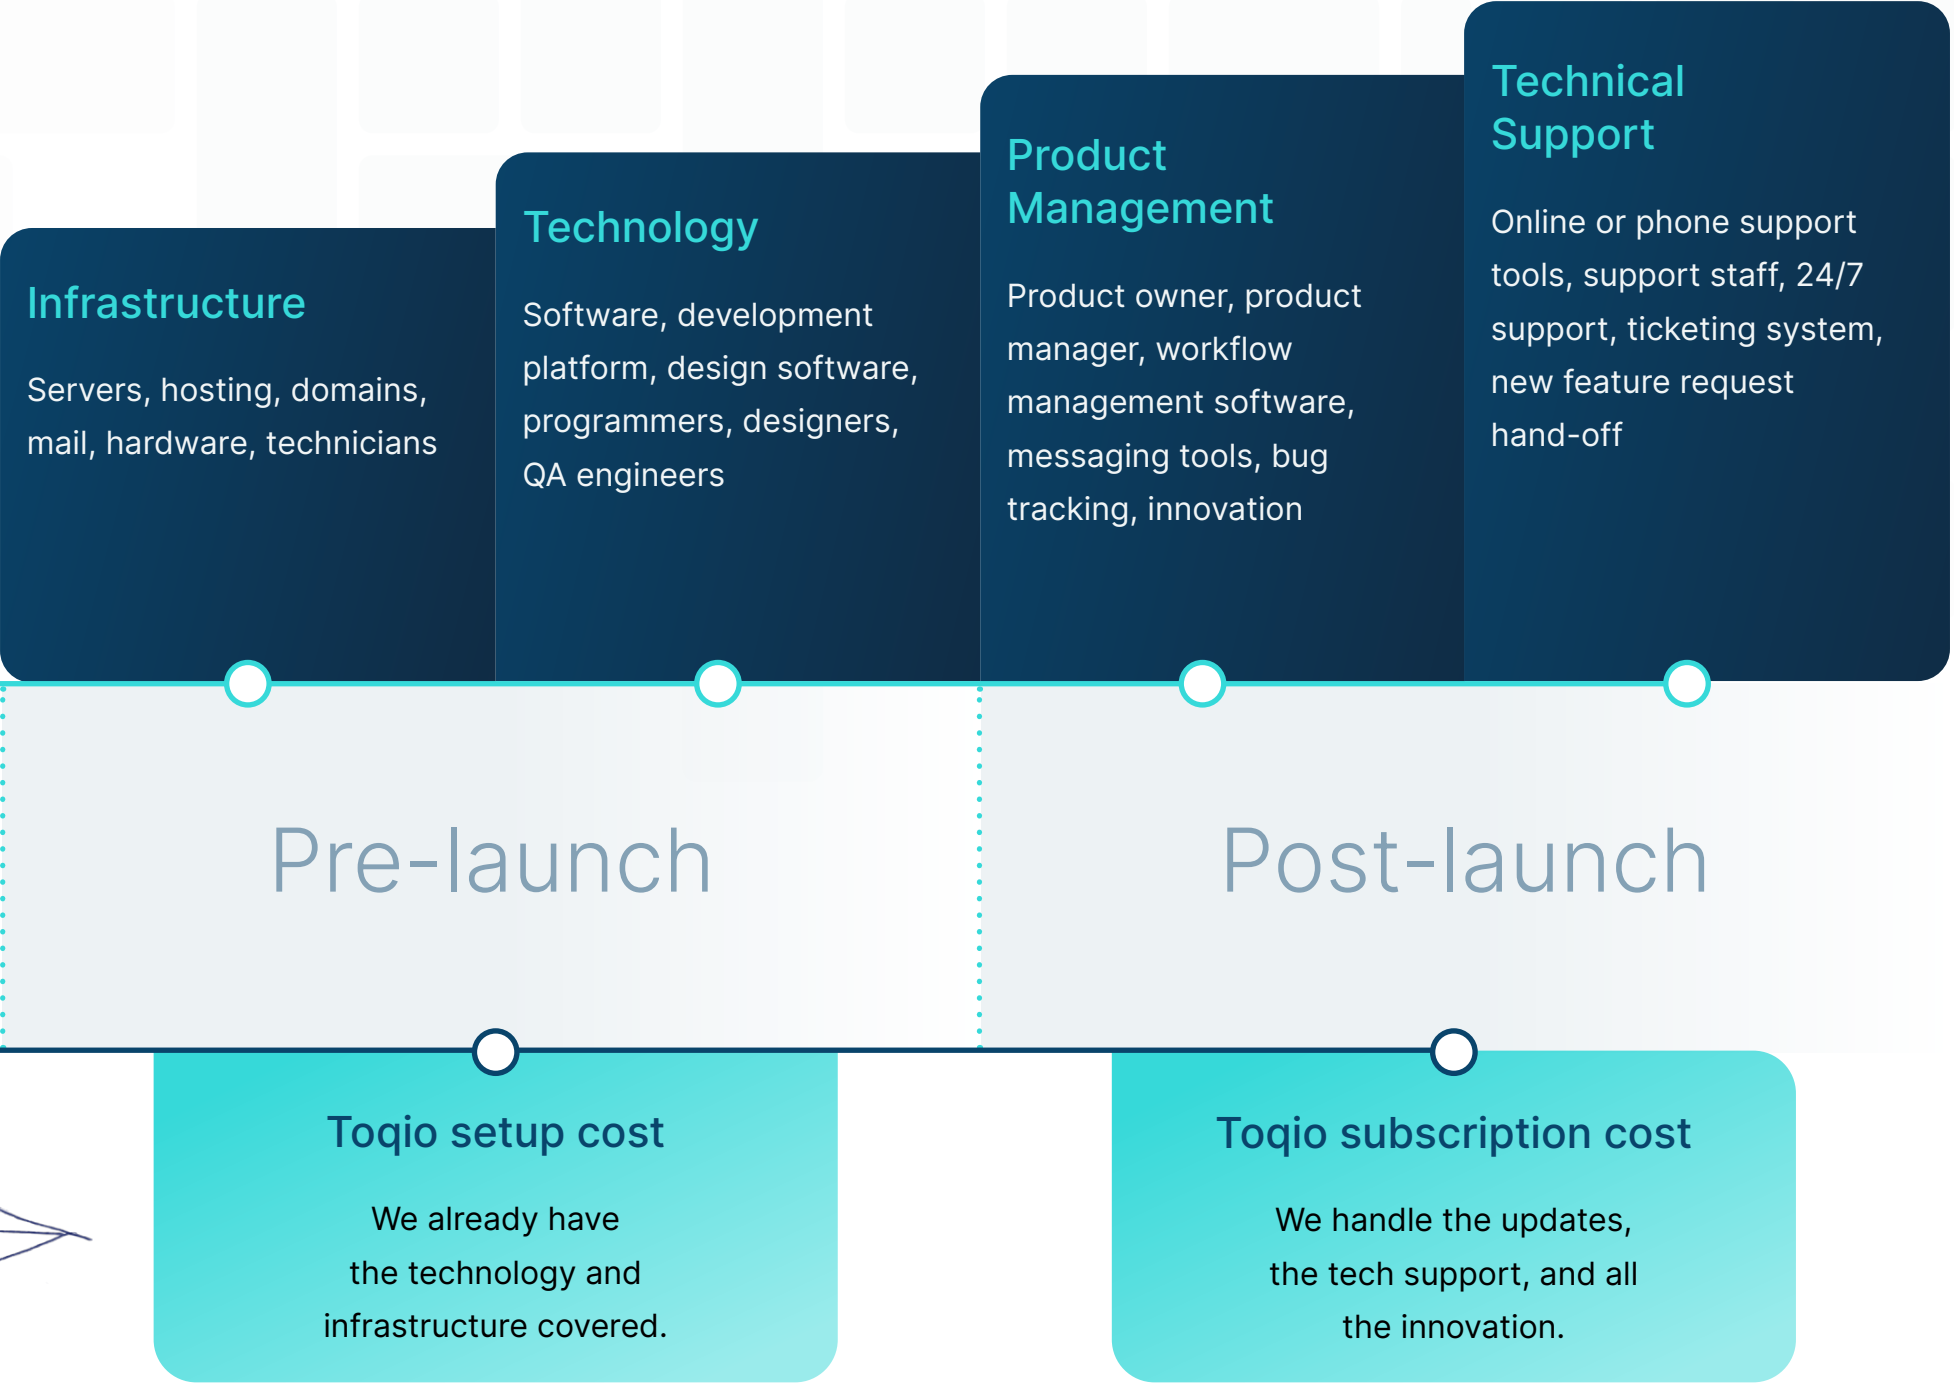 Infrastructure
Servers, hosting, domains,
mail, hardware, technicians
Technology
Software, development
platform, design software,
programmers, designers,
QA engineers
Product
Management
Product owner, product
manager, workflow
management software,
messaging tools, bug
tracking, innovation
Technical
Support
Online or phone support
tools, support staff, 24/7
support, ticketing system,
new feature request
hand-off
Pre-launch
Post-launch
Toqio setup cost
We already have
the technology and
infrastructure covered.
Toqio subscription cost
We handle the updates,
the tech support, and all
the innovation.